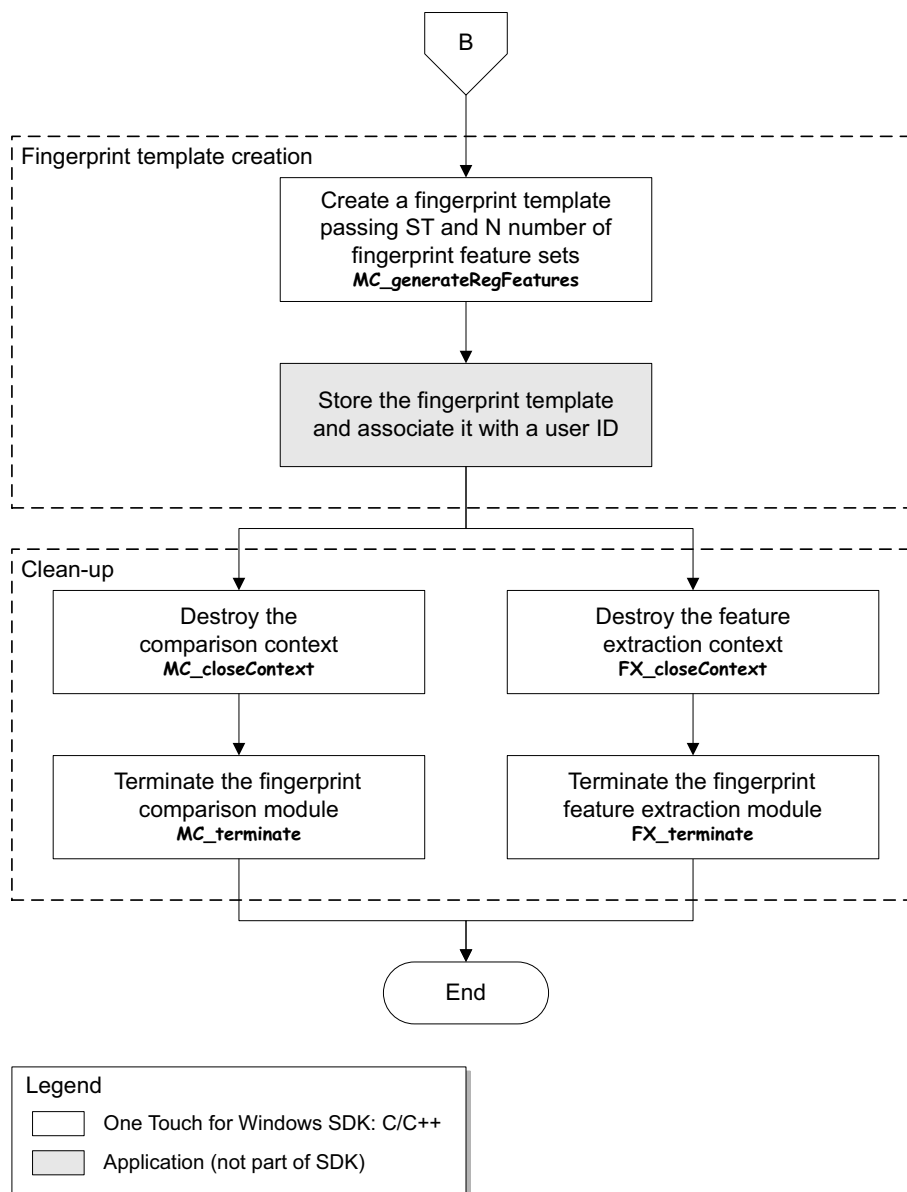 B
Fingerprint template creation
Create a fingerprint template
passing ST and N number of
fingerprint feature sets
MC_generateRegFeatures
Store the fingerprint template
and associate it with a user ID
Clean-up
Destroy the
comparison context
MC_closeContext
Destroy the feature
extraction context
FX_closeContext
Terminate the fingerprint
comparison module
MC_terminate
Terminate the fingerprint
feature extraction module
FX_terminate
End
Legend
One Touch for Windows SDK: C/C++
Application (not part of SDK)